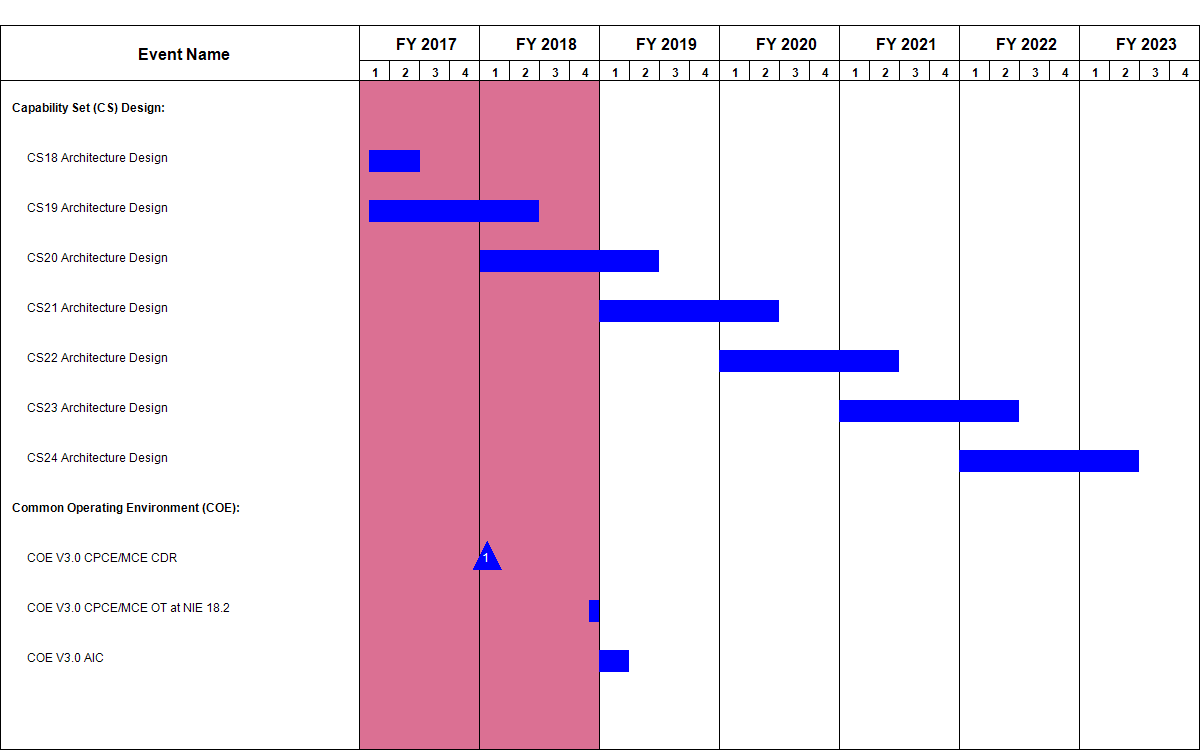 Event Name
FY 2017 FY 2018 FY 2019 FY 2020 FY 2021 FY 2022 FY 2023
1 2 3 4 1 2 3 4 1 2 3 4 1 2 3 4 1 2 3 4 1 2 3 4 1 2 3 4
Capability Set (CS) Design:
CS18 Architecture Design
CS19 Architecture Design
CS20 Architecture Design
CS21 Architecture Design
CS22 Architecture Design
CS23 Architecture Design
CS24 Architecture Design
Common Operating Environment (COE):
COE V3.0 CPCE/MCE CDR
1
COE V3.0 CPCE/MCE OT at NIE 18.2
COE V3.0 AIC